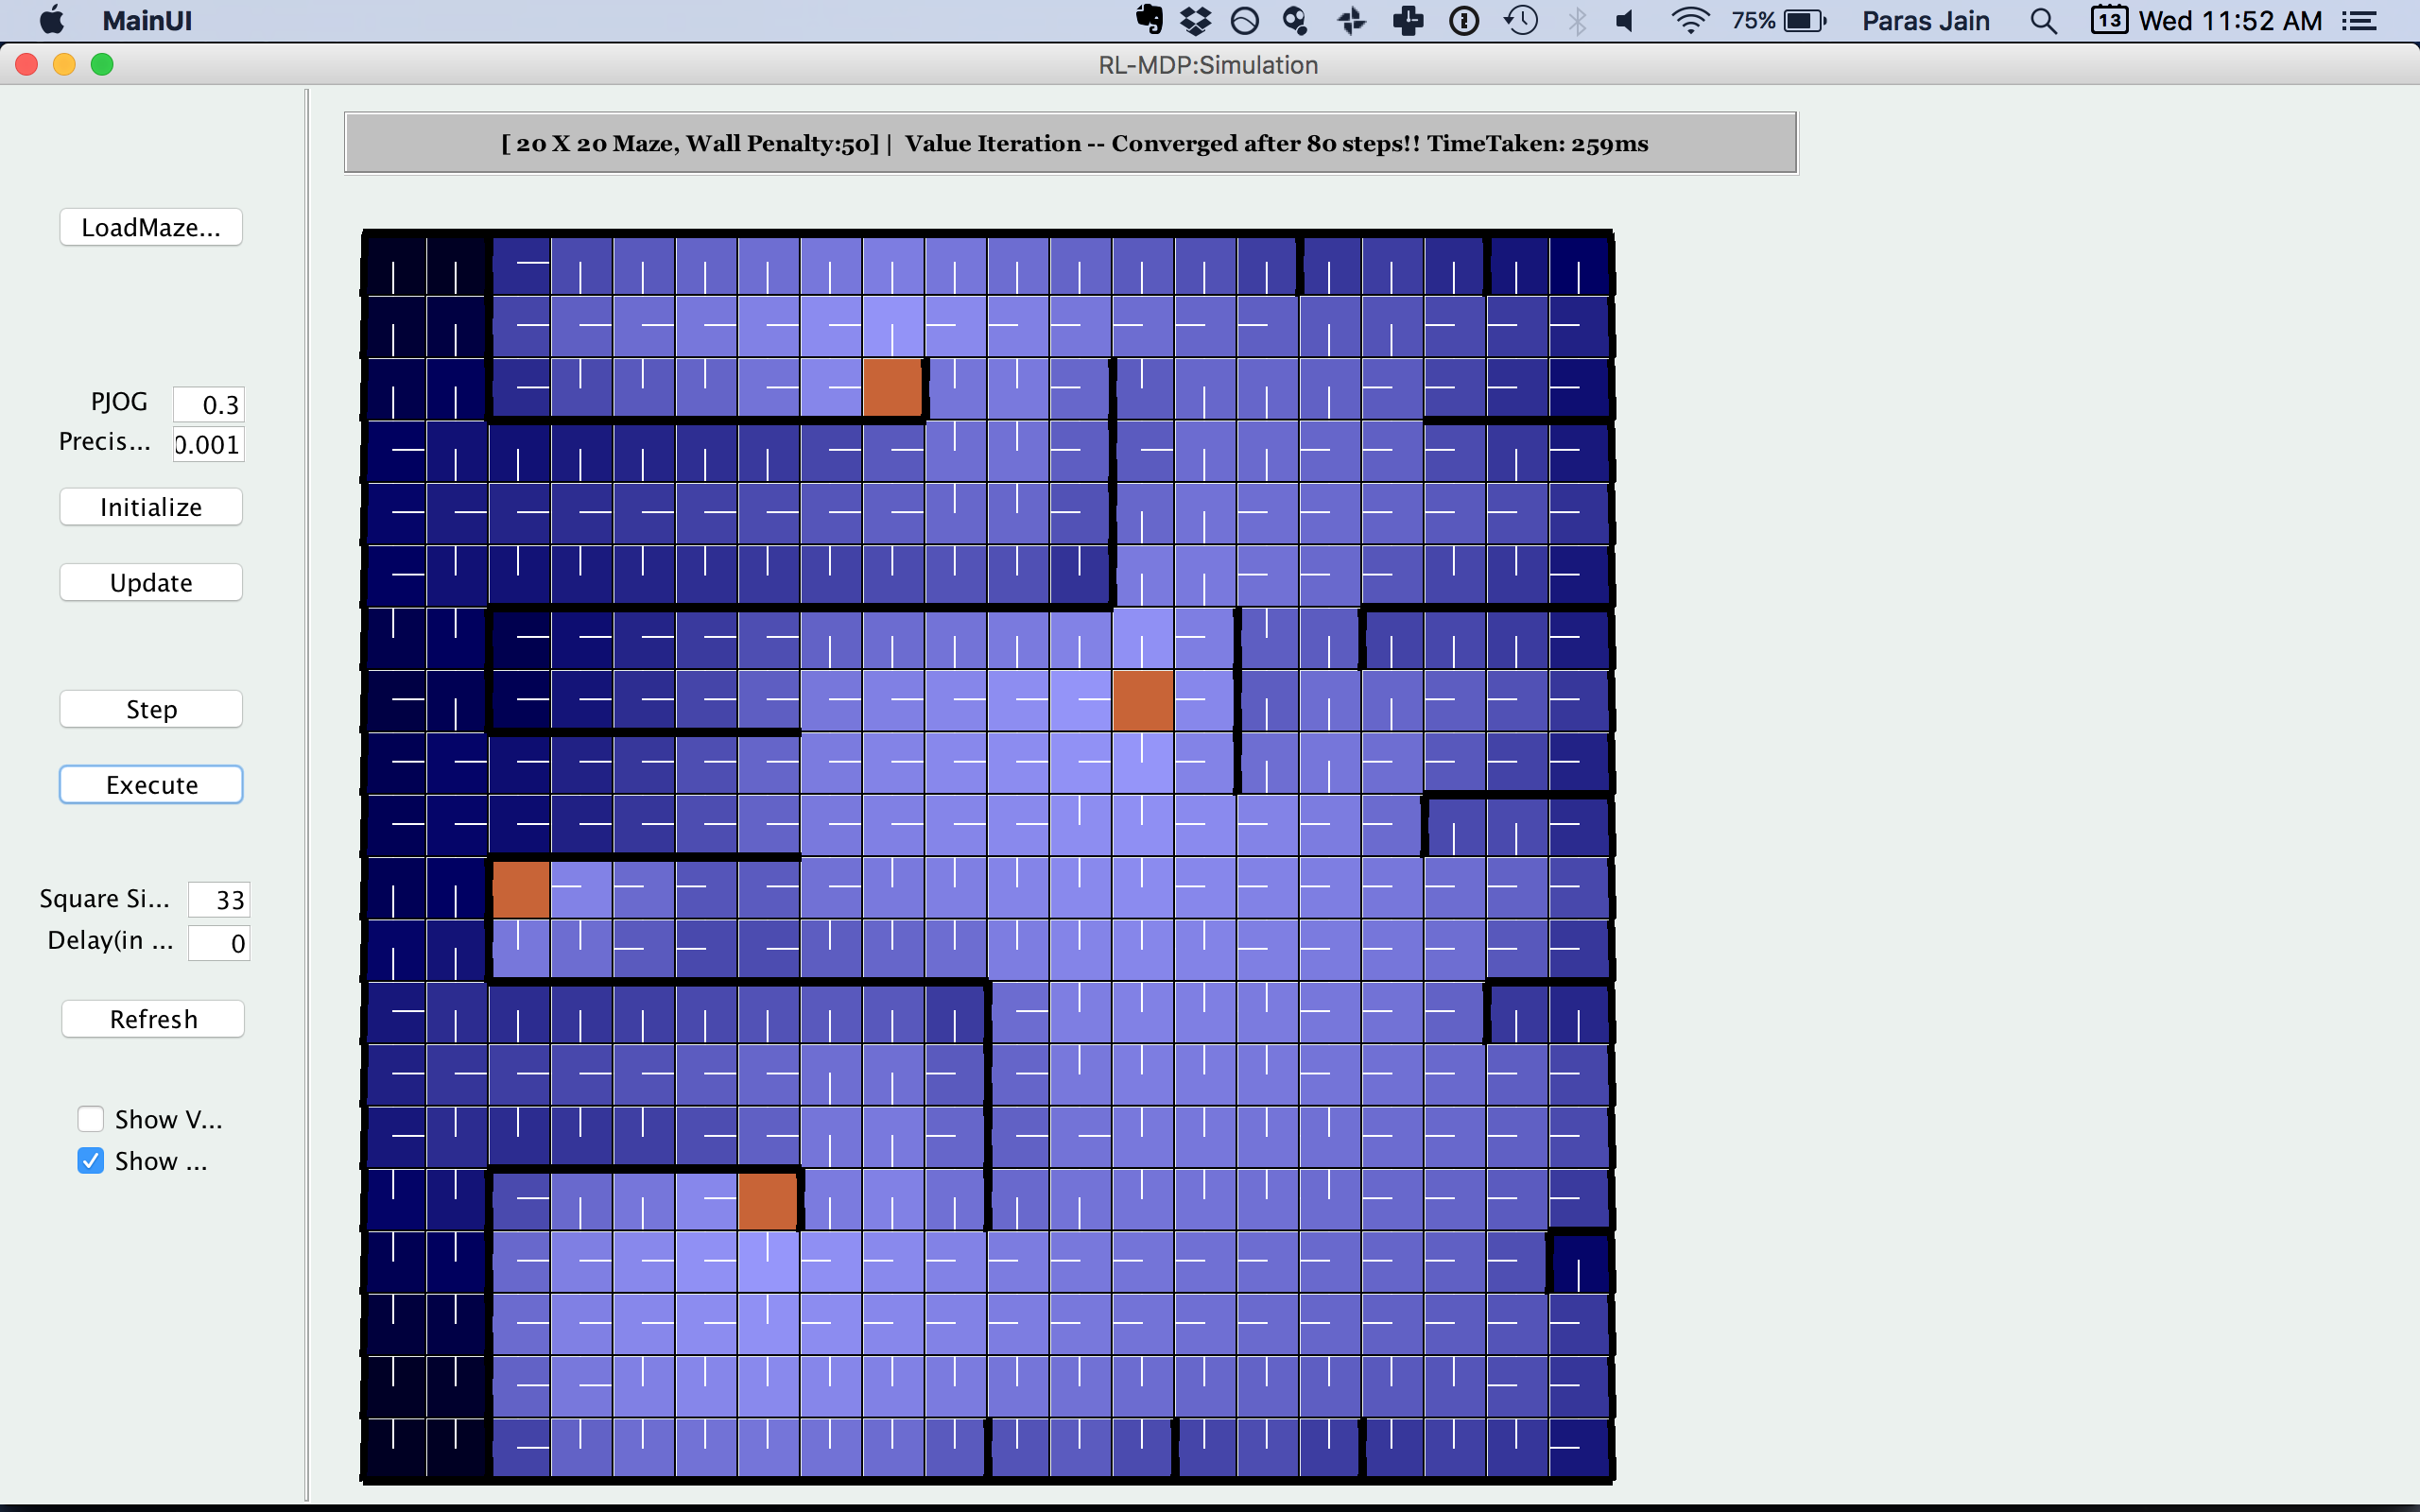 MainUI
75%
Paras Jain
13
Wed 11:52 AM
RL-MDP:Simulation
[ 20 X 20 Maze, Wall Penalty:50] | Value Iteration -- Converged after 80 steps!! TimeTaken: 259ms
LoadMaze...
PJOG 0.3
Precis... 0.001
Initialize
Update
Step
Execute
Square Si... 33
Delay(in ... 0
Refresh
Show V...
Show ...